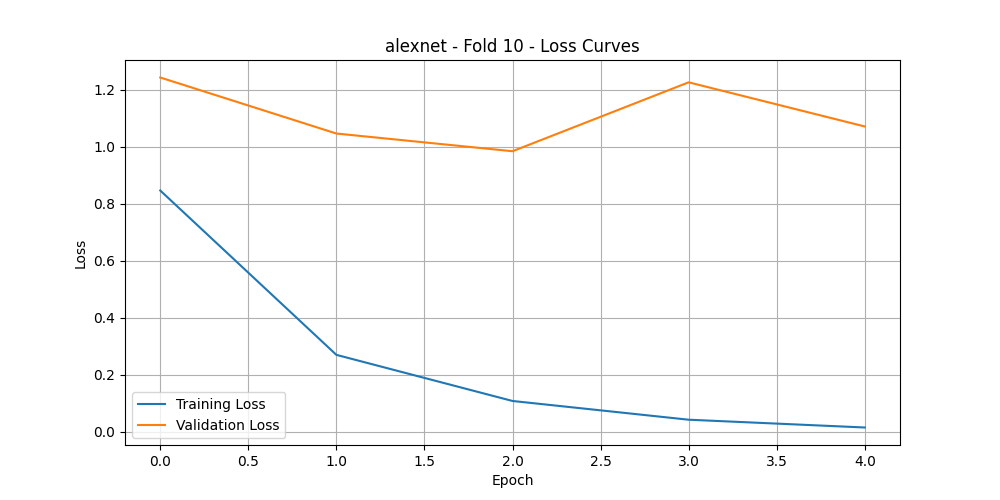 alexnet - Fold 10 - Loss Curves
1.2
1.0
0.8
0.6
0.4
0.2
0.0
Loss
Training Loss
Validation Loss
0.0 0.5 1.0 1.5 2.0 2.5 3.0 3.5 4.0
Epoch